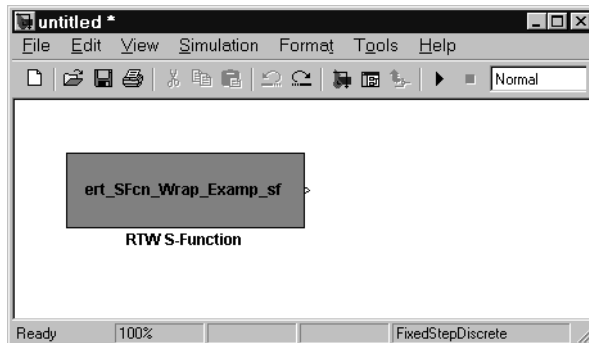 untitled *
File Edit View Simulation Format Tools Help
Normal
ert_SFcn_Wrap_Examp_sf
RTW S-Function
Ready 100% FixedStepDiscrete